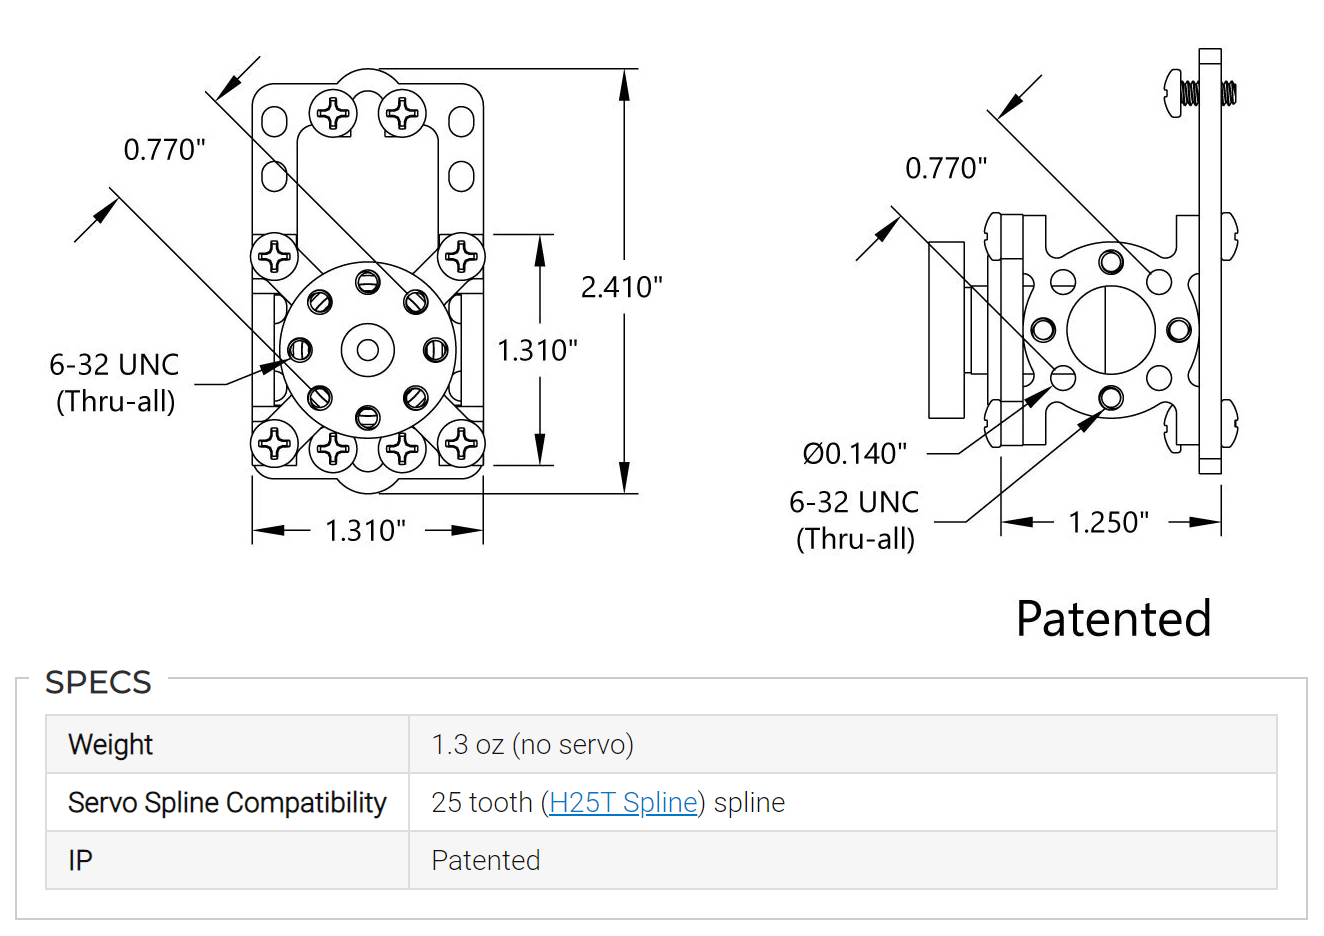 0.770"
2.410"
1.310"
6-32 UNC
(Thru-all)
1.310"
0.770"
Ø0.140"
6-32 UNC
(Thru-all)
1.250"
Patented
SPECS
Weight 1.3 oz (no servo)
Servo Spline Compatibility 25 tooth (H25T Spline) spline
IP Patented